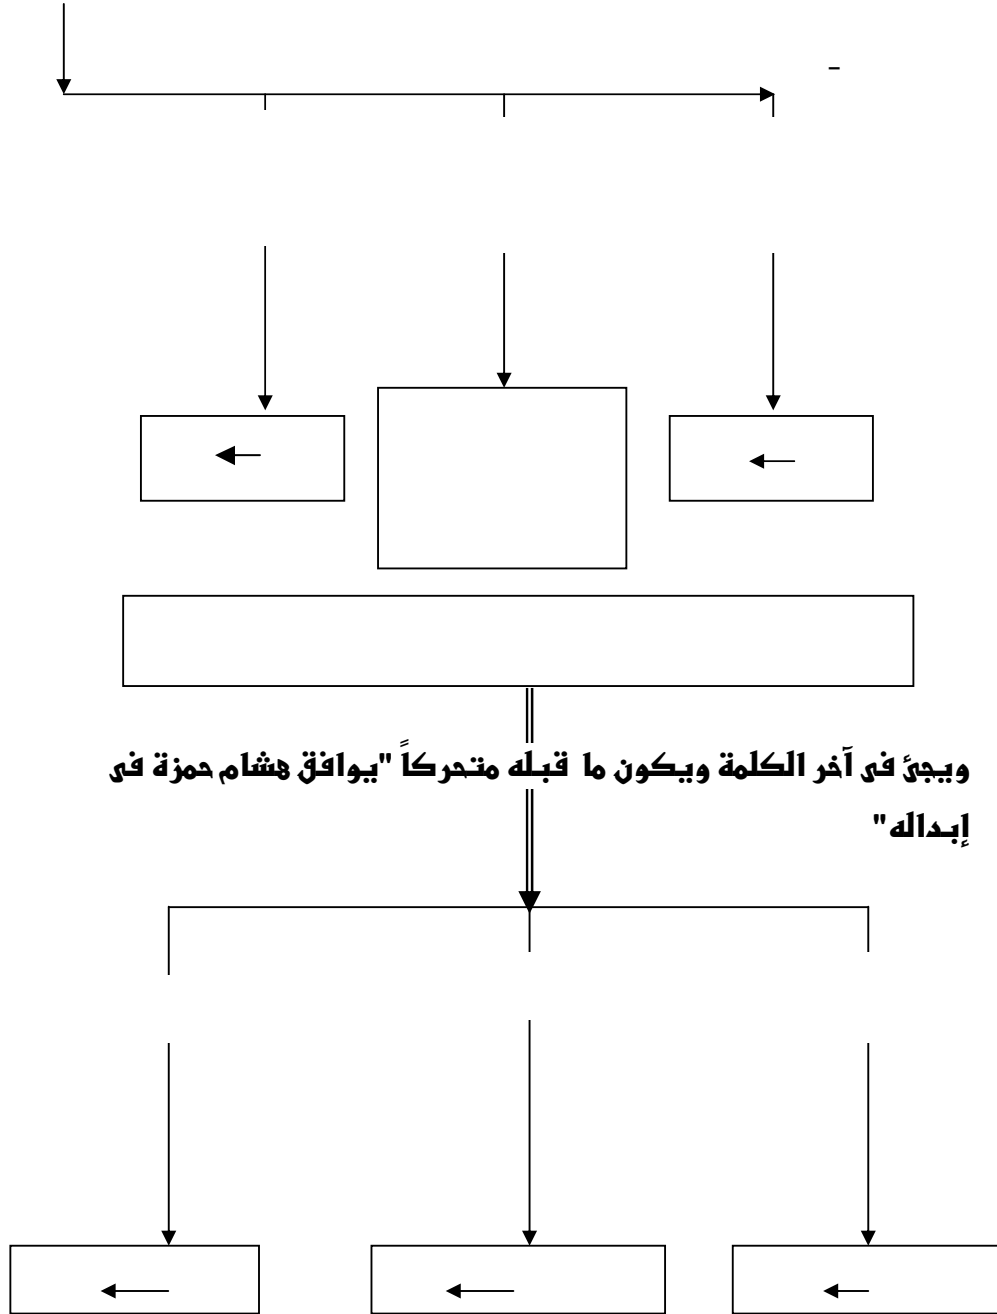 -
ويجئ فى آخر الكلمة ويكون ما قبله متحركاً "يوافق هشام حمزة فى
إبداله"